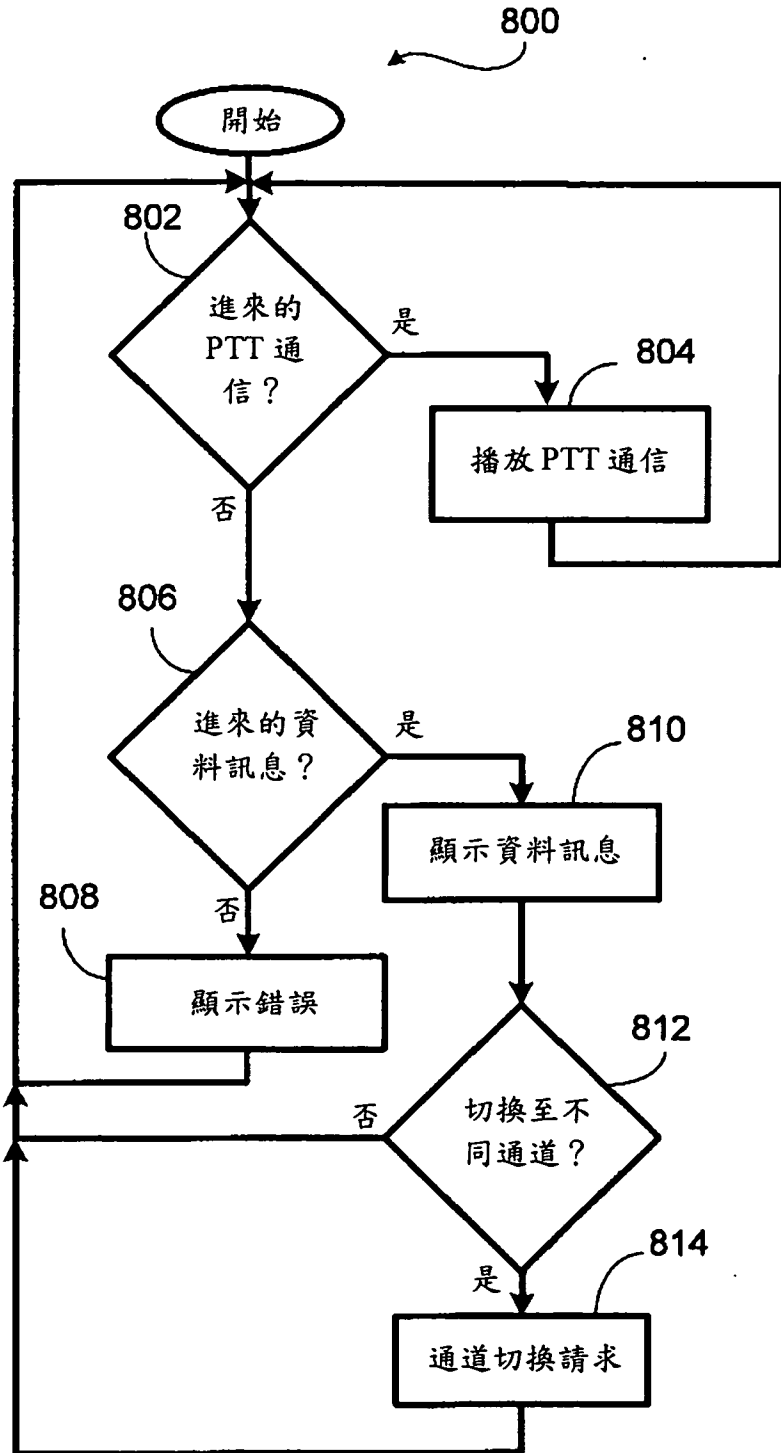 800
開始
802
進來的
PTT 通
信？
是
804
播放 PTT 通信
否
806
進來的資
料訊息？
是
810
顯示資料訊息
808
否
顯示錯誤
812
否
切換至不
同通道？
814
是
通道切換請求